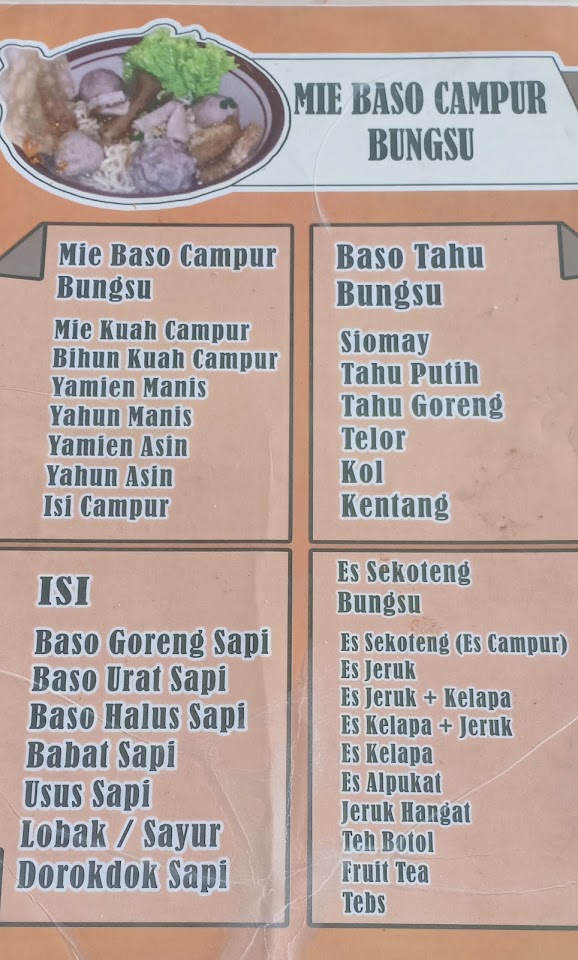 MIE BASO CAMPUR
BUNGSU
Mie Baso Campur
Bungsu
Mie Kuah Campur
Bihun Kuah Campur
Yamien Manis
Yahun Manis
Yamien Asin
Yahun Asin
Isi Campur
Baso Tahu
Bungsu
Siomay
Tahu Putih
Tahu Goreng
Telor
Kol
Kentang
ISI
Baso Goreng Sapi
Baso Urat Sapi
Baso Halus Sapi
Babat Sapi
Usus Sapi
Lobak / Sayur
Dorokdok Sapi
Es Sekoteng
Bungsu
Es Sekoteng (Es Campur)
Es Jeruk
Es Jeruk + Kelapa
Es Kelapa + Jeruk
Es Kelapa
Es Alpukat
Jeruk Hangat
Teh Botol
Fruit Tea
Tebs